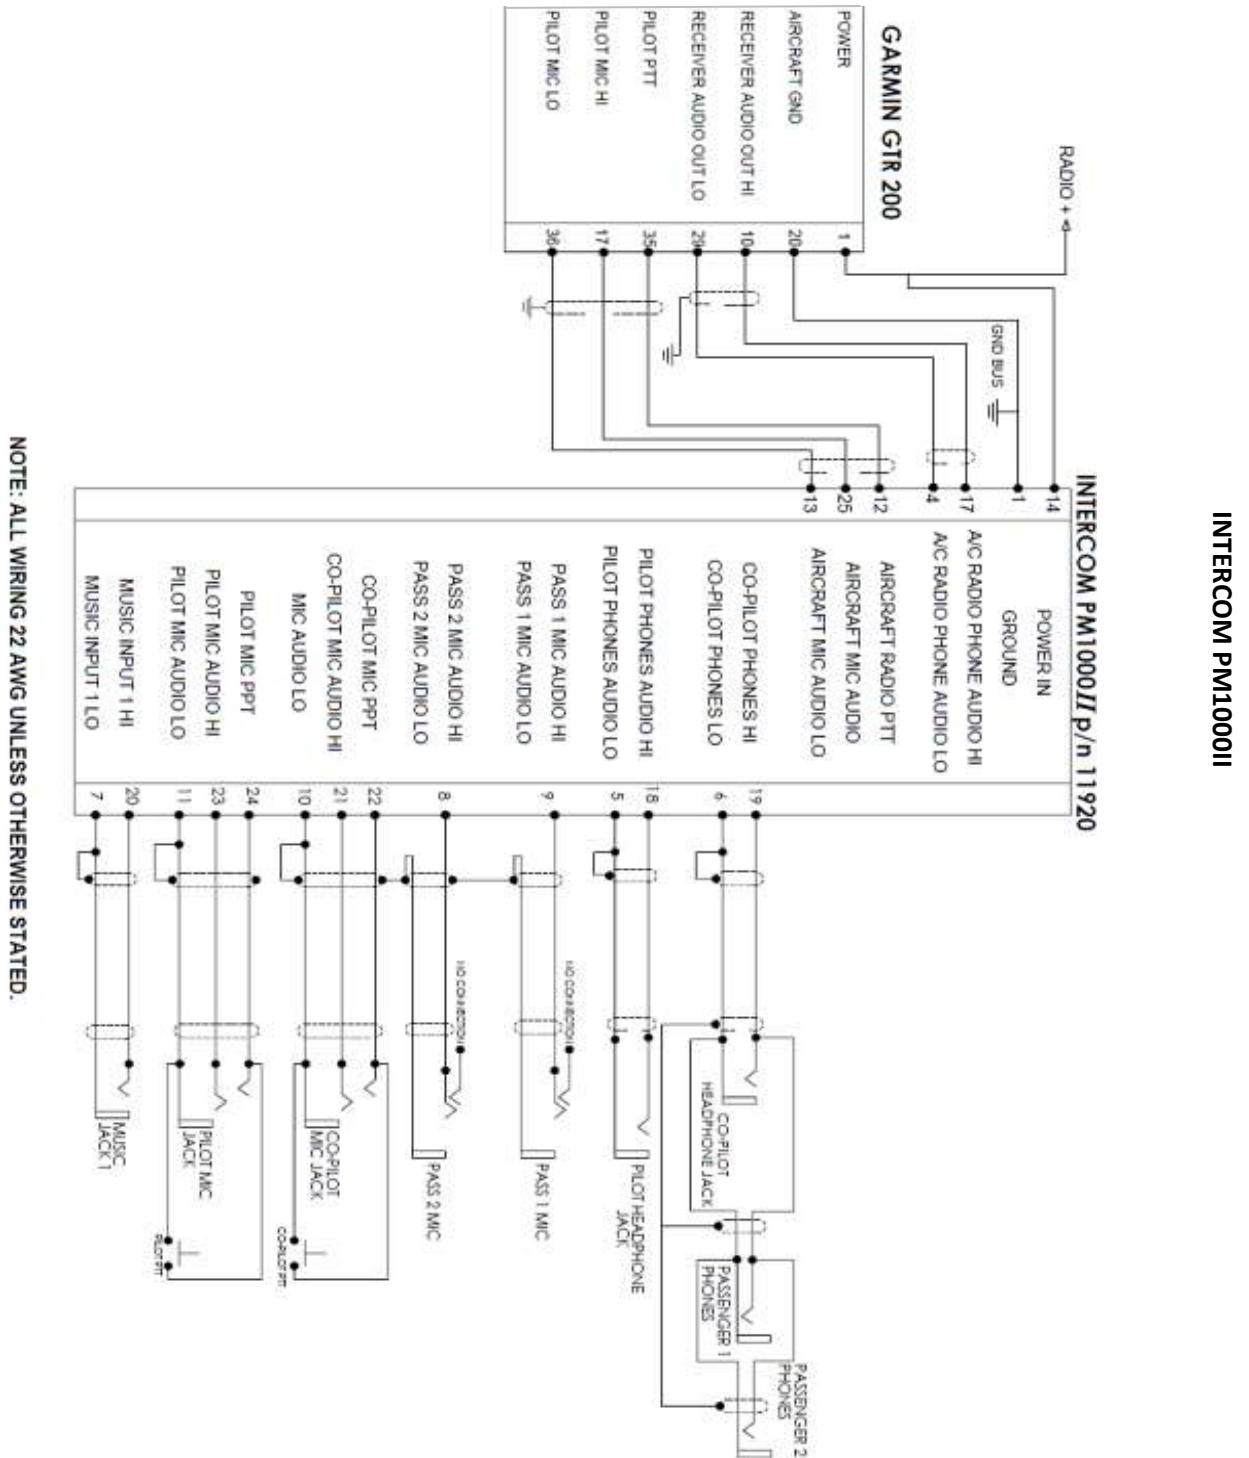 INTERCOM PM1000II
RADIO +
GARMIN GTR 200
POWER
AIRCRAFT GND
RECEIVER AUDIO OUT HI
RECEIVER AUDIO OUT LO
PILOT PTT
PILOT MIC HI
PILOT MIC LO
1
20
10
29
35
17
36
GND BUS
INTERCOM PM1000II p/n 11920
14
1
17
4
12
25
13
POWER IN
GROUND
A/C RADIO PHONE AUDIO HI
A/C RADIO PHONE AUDIO LO
AIRCRAFT RADIO PTT
AIRCRAFT MIC AUDIO
AIRCRAFT MIC AUDIO LO
CO-PILOT PHONES HI
CO-PILOT PHONES LO
PILOT PHONES AUDIO HI
PILOT PHONES AUDIO LO
PASS 1 MIC AUDIO HI
PASS 1 MIC AUDIO LO
PASS 2 MIC AUDIO HI
PASS 2 MIC AUDIO LO
CO-PILOT MIC PPT
CO-PILOT MIC AUDIO HI
MIC AUDIO LO
PILOT MIC PPT
PILOT MIC AUDIO HI
PILOT MIC AUDIO LO
MUSIC INPUT 1 HI
MUSIC INPUT 1 LO
19
6
18
5
9
8
22
21
10
24
23
11
20
7
CO-PILOT
HEADPHONE JACK
PASSENGER 1
PHONES
PASSENGER 2
PHONES
PILOT HEADPHONE
JACK
NO CONNECTION
PASS 1 MIC
NO CONNECTION
PASS 2 MIC
CO-PILOT
MIC JACK
CO-PILOT PTT
PILOT MIC
JACK
PILOT PTT
MUSIC
JACK 1
NOTE: ALL WIRING 22 AWG UNLESS OTHERWISE STATED.